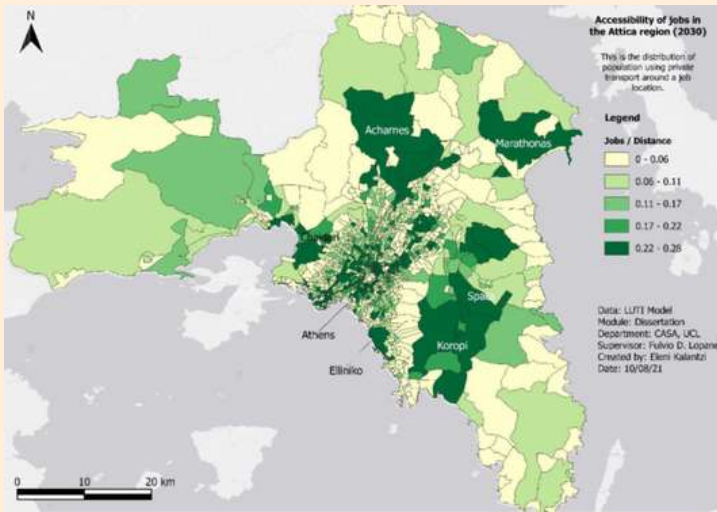 N
Accessibility of jobs in
the Attica region (2030)
This is the distribution of
population using private
transport around a job
location.
Legend
Jobs / Distance
0 - 0.06
0.06 - 0.11
0.11 - 0.17
0.17 - 0.22
0.22 - 0.28
Acharnes
Marathonas
Spata
Koropi
Athens
Elliniko
Data: LUTI Model
Module: Dissertation
Department: CASA, UCL
Supervisor: Fulvio D. Lopane
Created by: Eleni Kalantzi
Date: 10/08/21
0 10 20 km